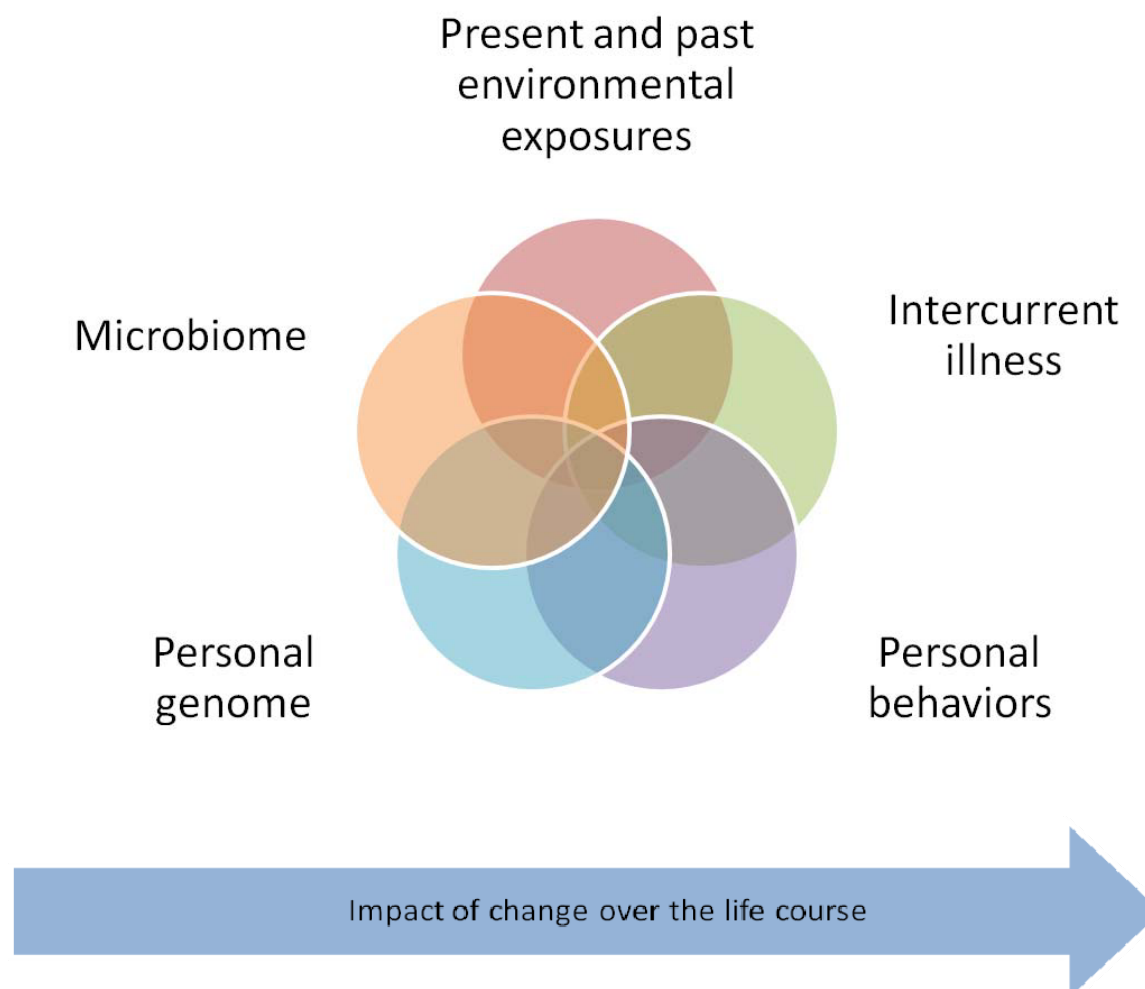 Present and past
environmental
exposures
Microbiome
Intercurrent
illness
Personal
genome
Personal
behaviors
Impact of change over the life course